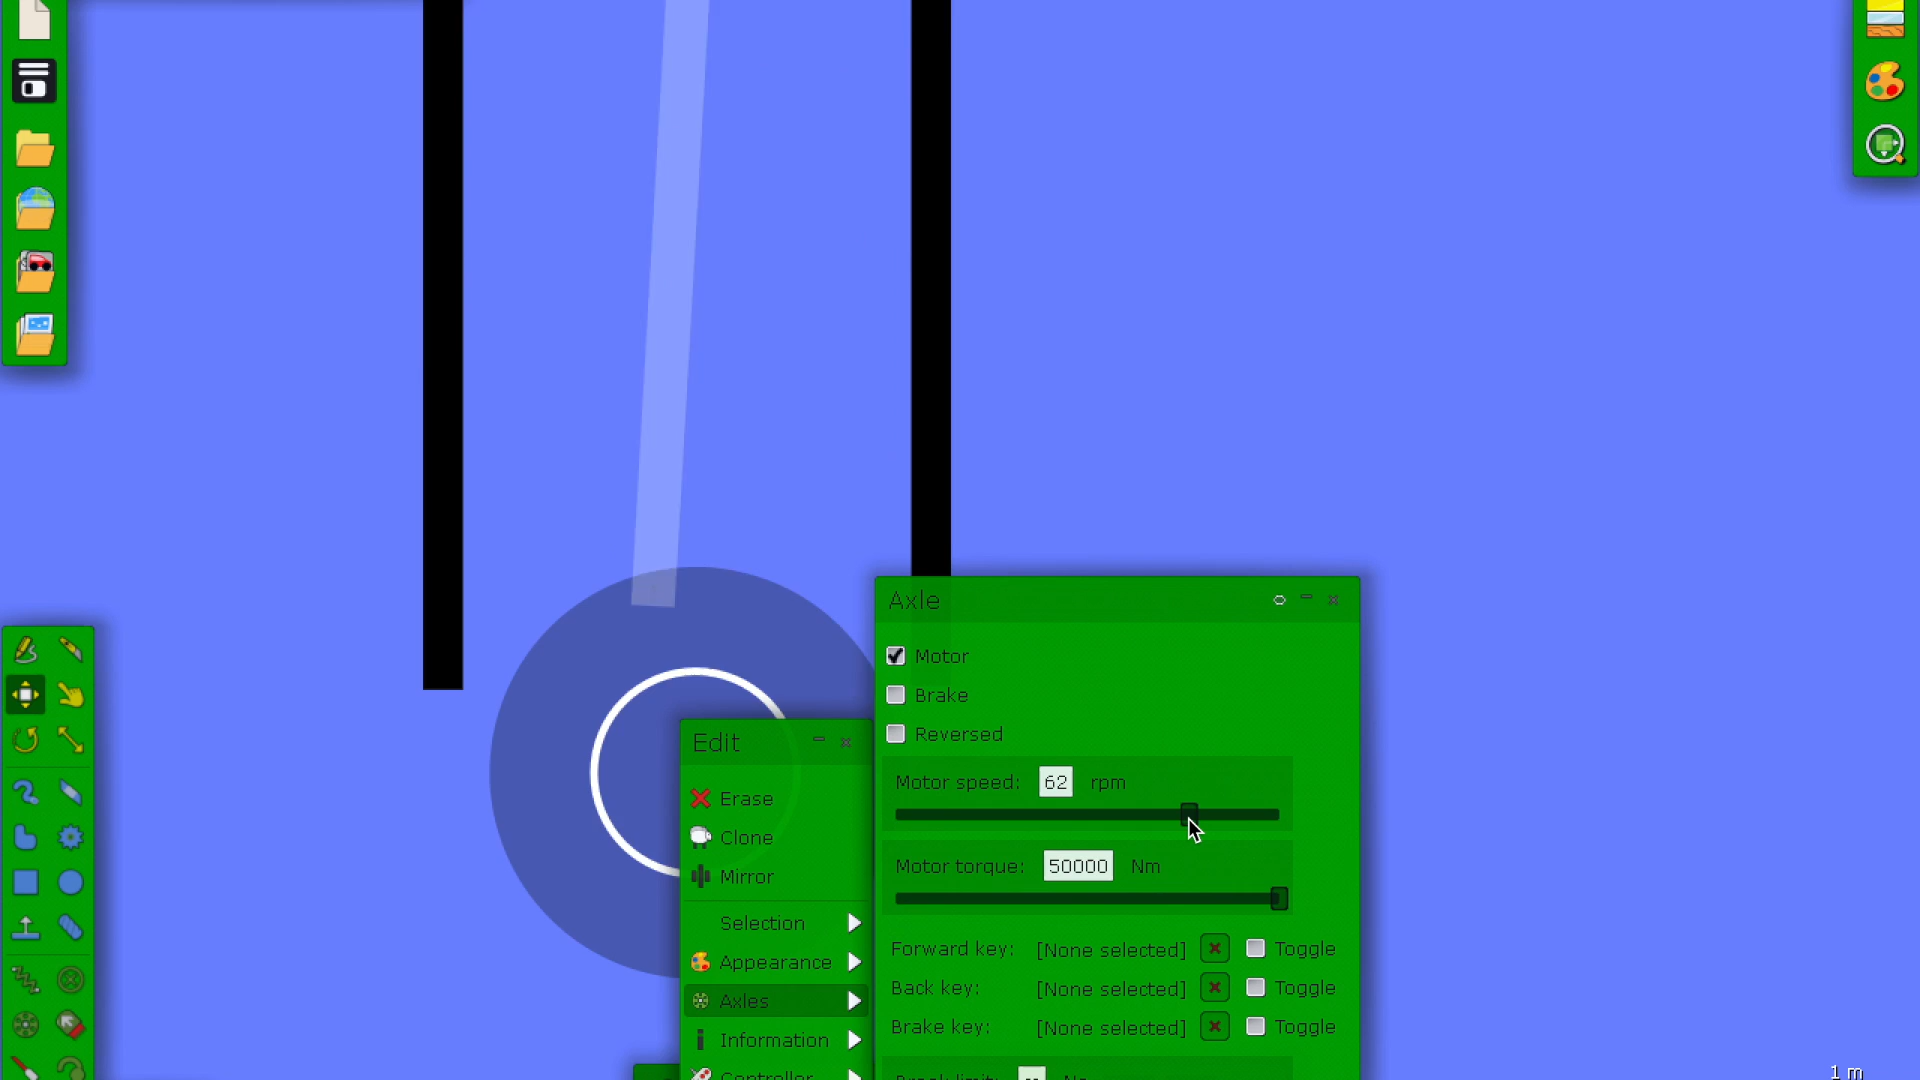 Axle
Motor
Brake
Reversed
Motor speed: 62 rpm
Motor torque: 50000 Nm
Forward key: [None selected] Toggle
Back key: [None selected] Toggle
Brake key: [None selected] Toggle
Edit
Erase
Clone
Mirror
Selection
Appearance
Axles
Information
Controller
1 m